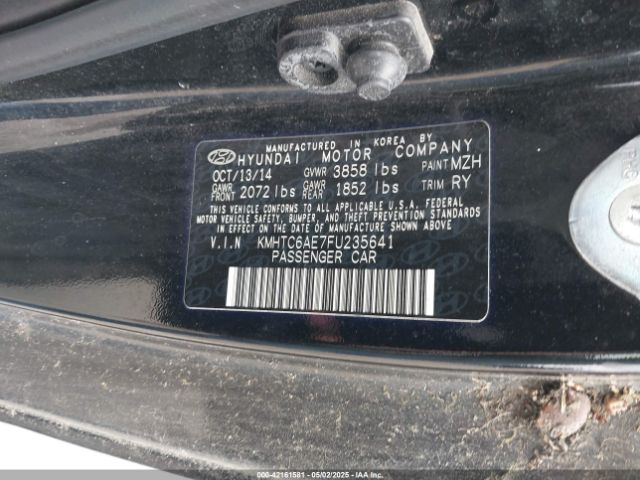 MANUFACTURED IN KOREA BY
HYUNDAI MOTOR COMPANY
OCT/13/14 GVWR 3858 lbs PAINT MZH
GAWR FRONT 2072 lbs GAWR REAR 1852 lbs TRIM RY
THIS VEHICLE CONFORMS TO ALL APPLICABLE U.S.A. FEDERAL
MOTOR VEHICLE SAFETY, BUMPER, AND THEFT PREVENTION
STANDARDS IN EFFECT ON THE DATE OF MANUFACTURE SHOWN ABOVE
V.I.N KMHTC6AE7FU235641
PASSENGER CAR
00-42161581 - 05/02/2025 - COPYRIGHT IAA